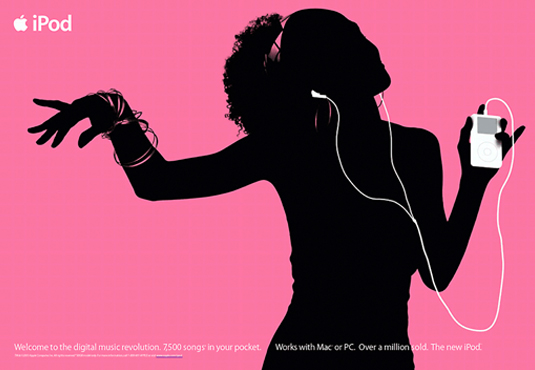 iPod
Welcome to the digital music revolution. 7,500 songs in your pocket. Works with Mac or PC. Over a million sold. The new iPod.